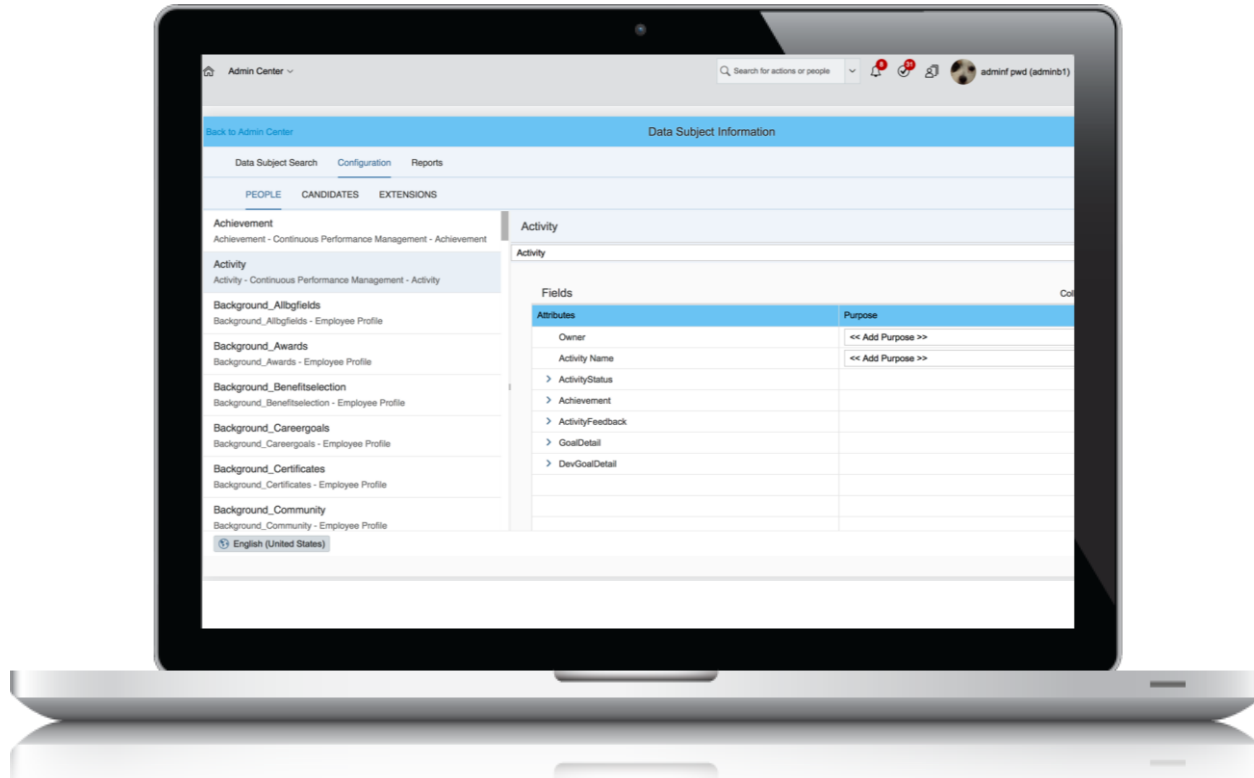 Admin Center
Search for actions or people
6
31
adminf pwd (adminb1)
Back to Admin Center
Data Subject Information
Data Subject Search
Configuration
Reports
PEOPLE
CANDIDATES
EXTENSIONS
Achievement
Achievement - Continuous Performance Management - Achievement
Activity
Activity - Continuous Performance Management - Activity
Background_Allbgfields
Background_Allbgfields - Employee Profile
Background_Awards
Background_Awards - Employee Profile
Background_Benefitselection
Background_Benefitselection - Employee Profile
Background_Careergoals
Background_Careergoals - Employee Profile
Background_Certificates
Background_Certificates - Employee Profile
Background_Community
Background_Community - Employee Profile
English (United States)
Activity
Activity
Fields
Col
Attributes
Purpose
Owner
<< Add Purpose >>
Activity Name
<< Add Purpose >>
ActivityStatus
Achievement
ActivityFeedback
GoalDetail
DevGoalDetail